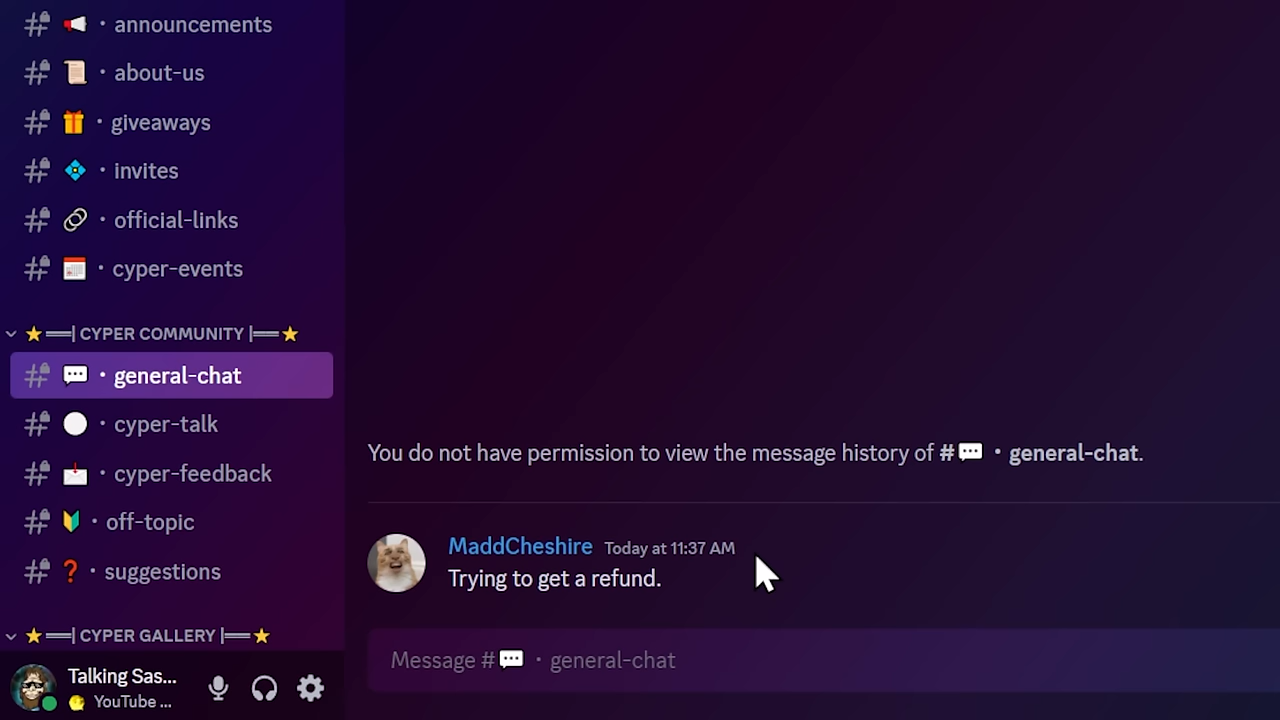 announcements
about-us
giveaways
invites
official-links
cyper-events
CYPER COMMUNITY
general-chat
cyper-talk
cyper-feedback
off-topic
suggestions
CYPER GALLERY
Talking Sas...
YouTube ...
You do not have permission to view the message history of #💬・general-chat.
MaddCheshire Today at 11:37 AM
Trying to get a refund.
Message #💬・general-chat